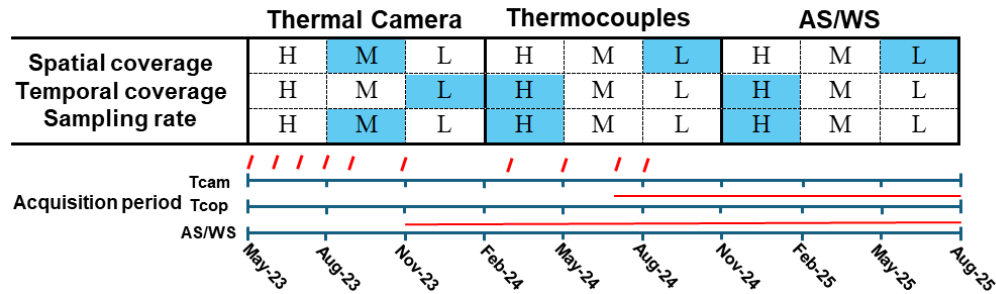 Thermal Camera Thermocouples AS/WS
Spatial coverage H M L H M L H M L
Temporal coverage H M L H M L H M L
Sampling rate H M L H M L H M L
Tcam
Acquisition period Tcop
AS/WS
May-23 Aug-23 Nov-23 Feb-24 May-24 Aug-24 Nov-24 Feb-25 May-25 Aug-25